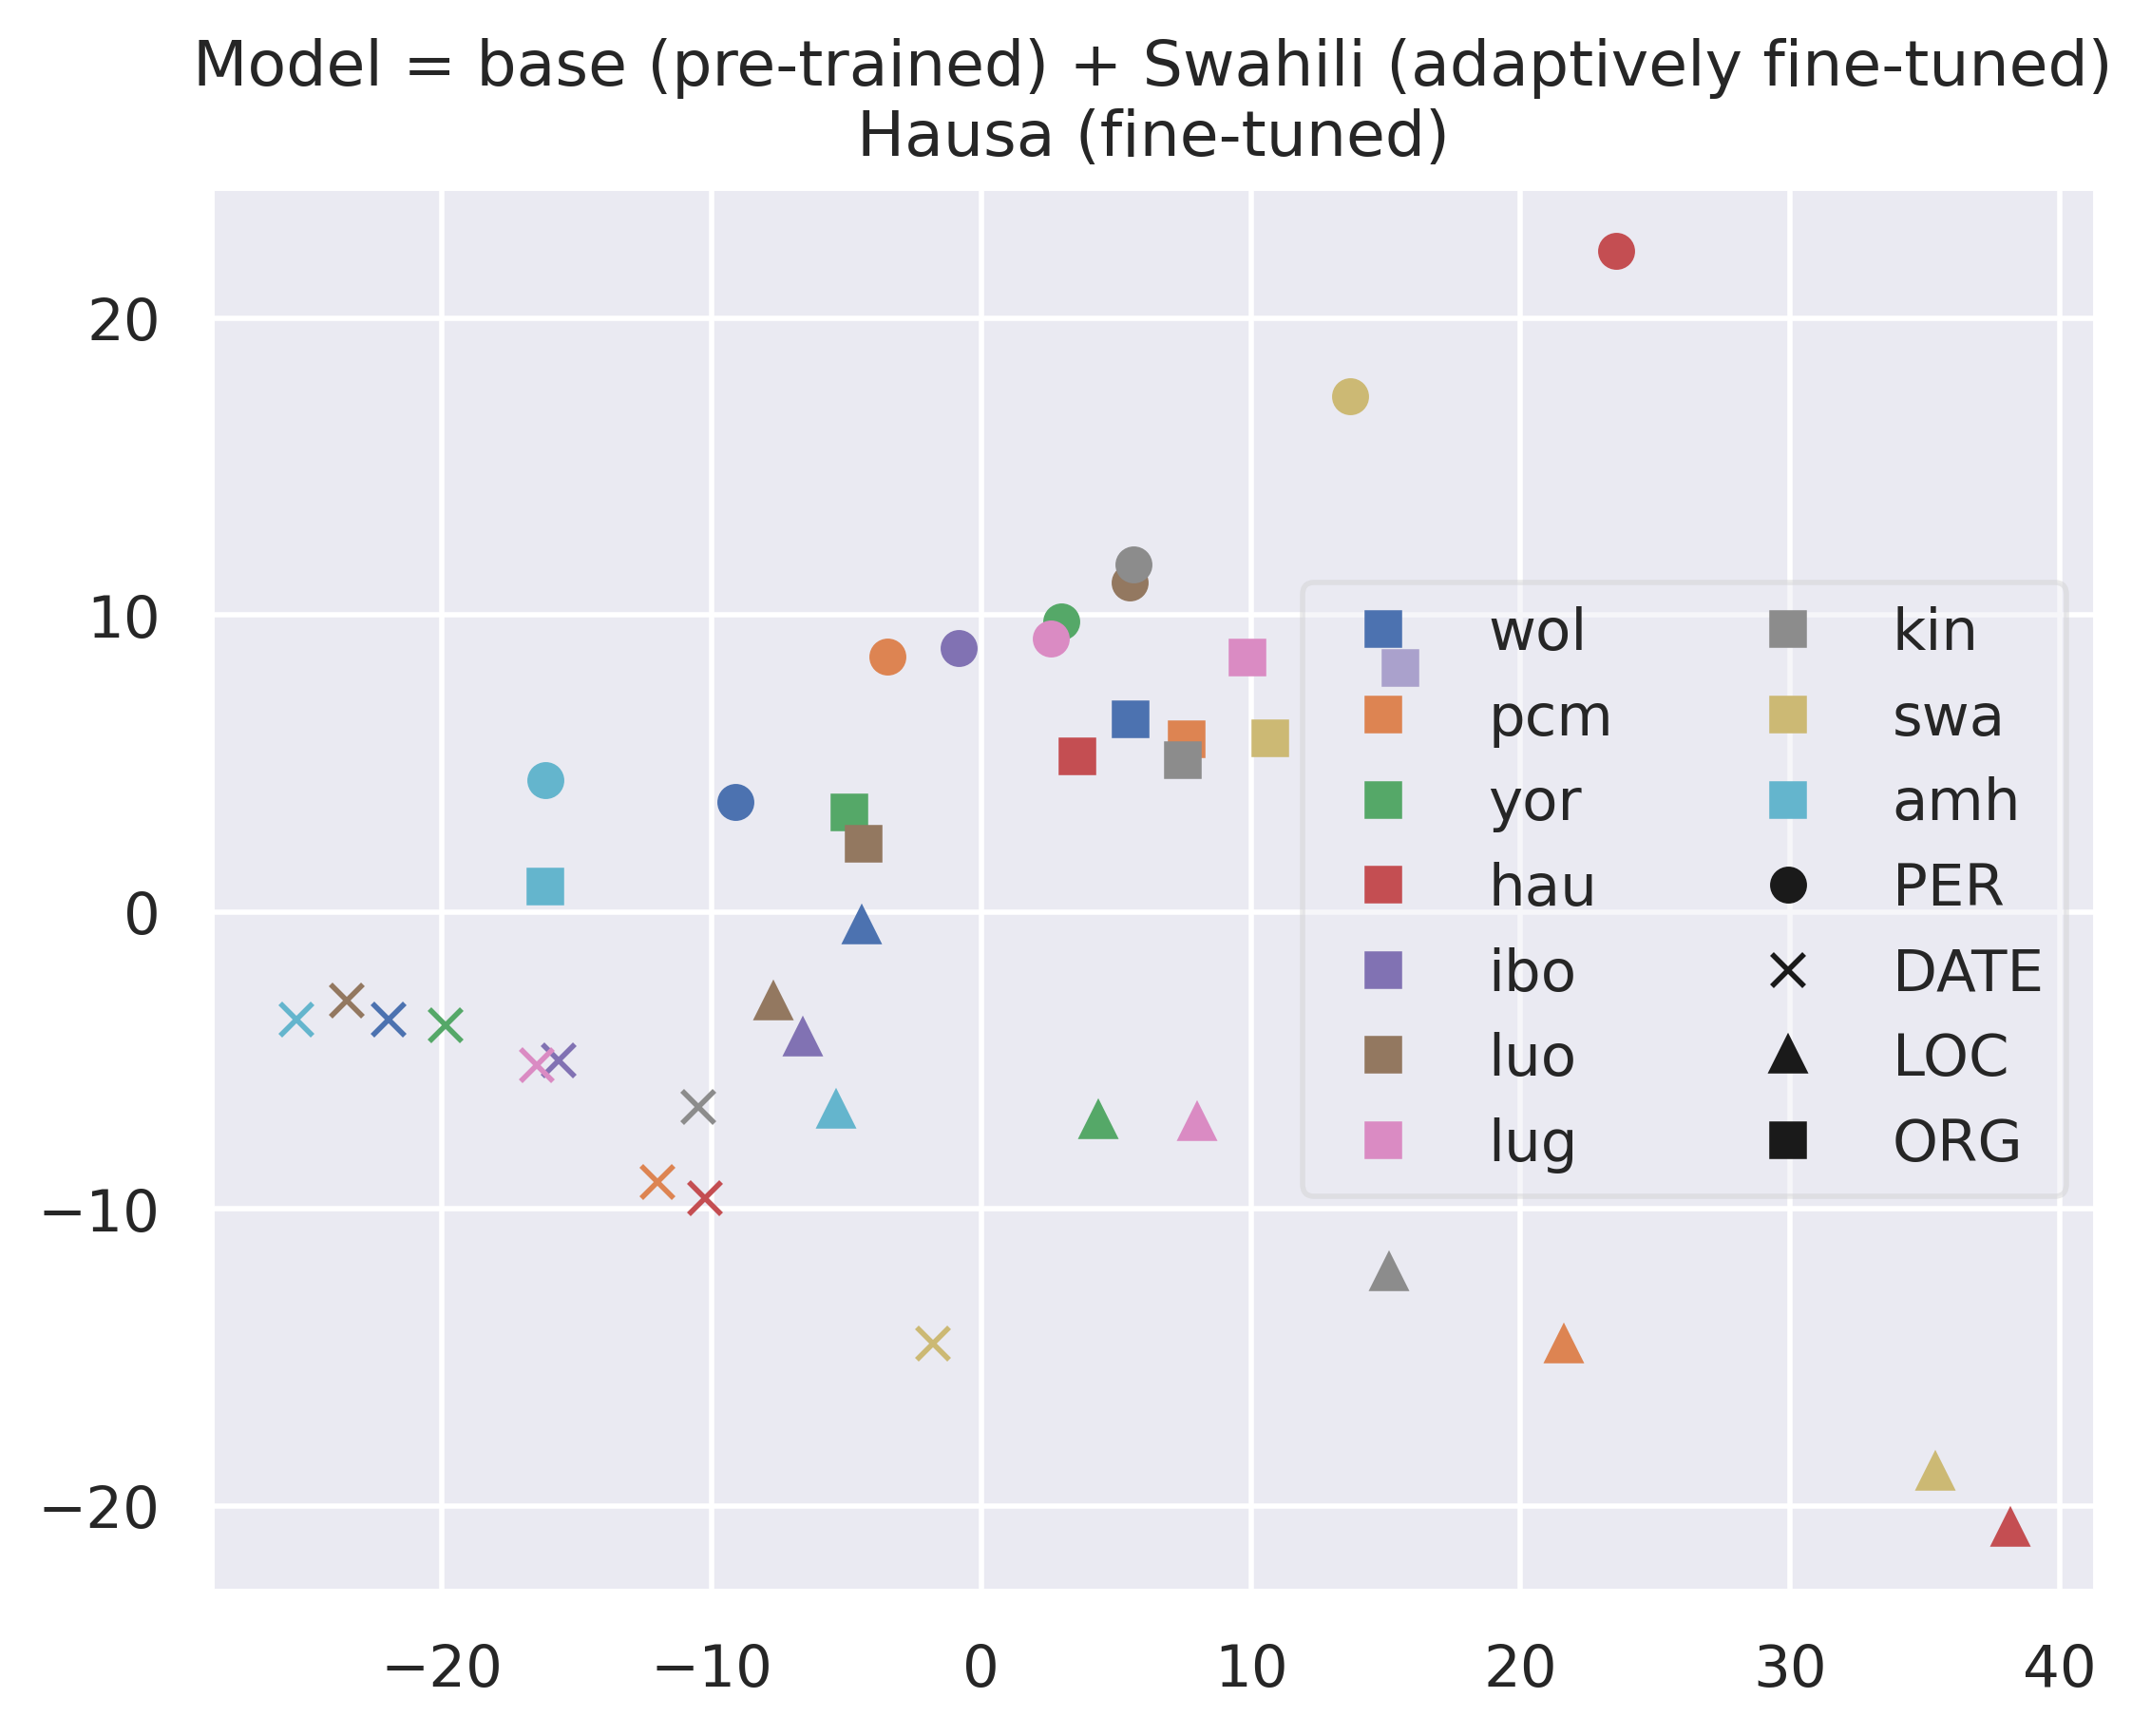 Model = base (pre-trained) + Swahili (adaptively fine-tuned)
Hausa (fine-tuned)
20
10
0
−10
−20
wol
pcm
yor
hau
ibo
luo
lug
kin
swa
amh
PER
DATE
LOC
ORG
−20 −10 0 10 20 30 40